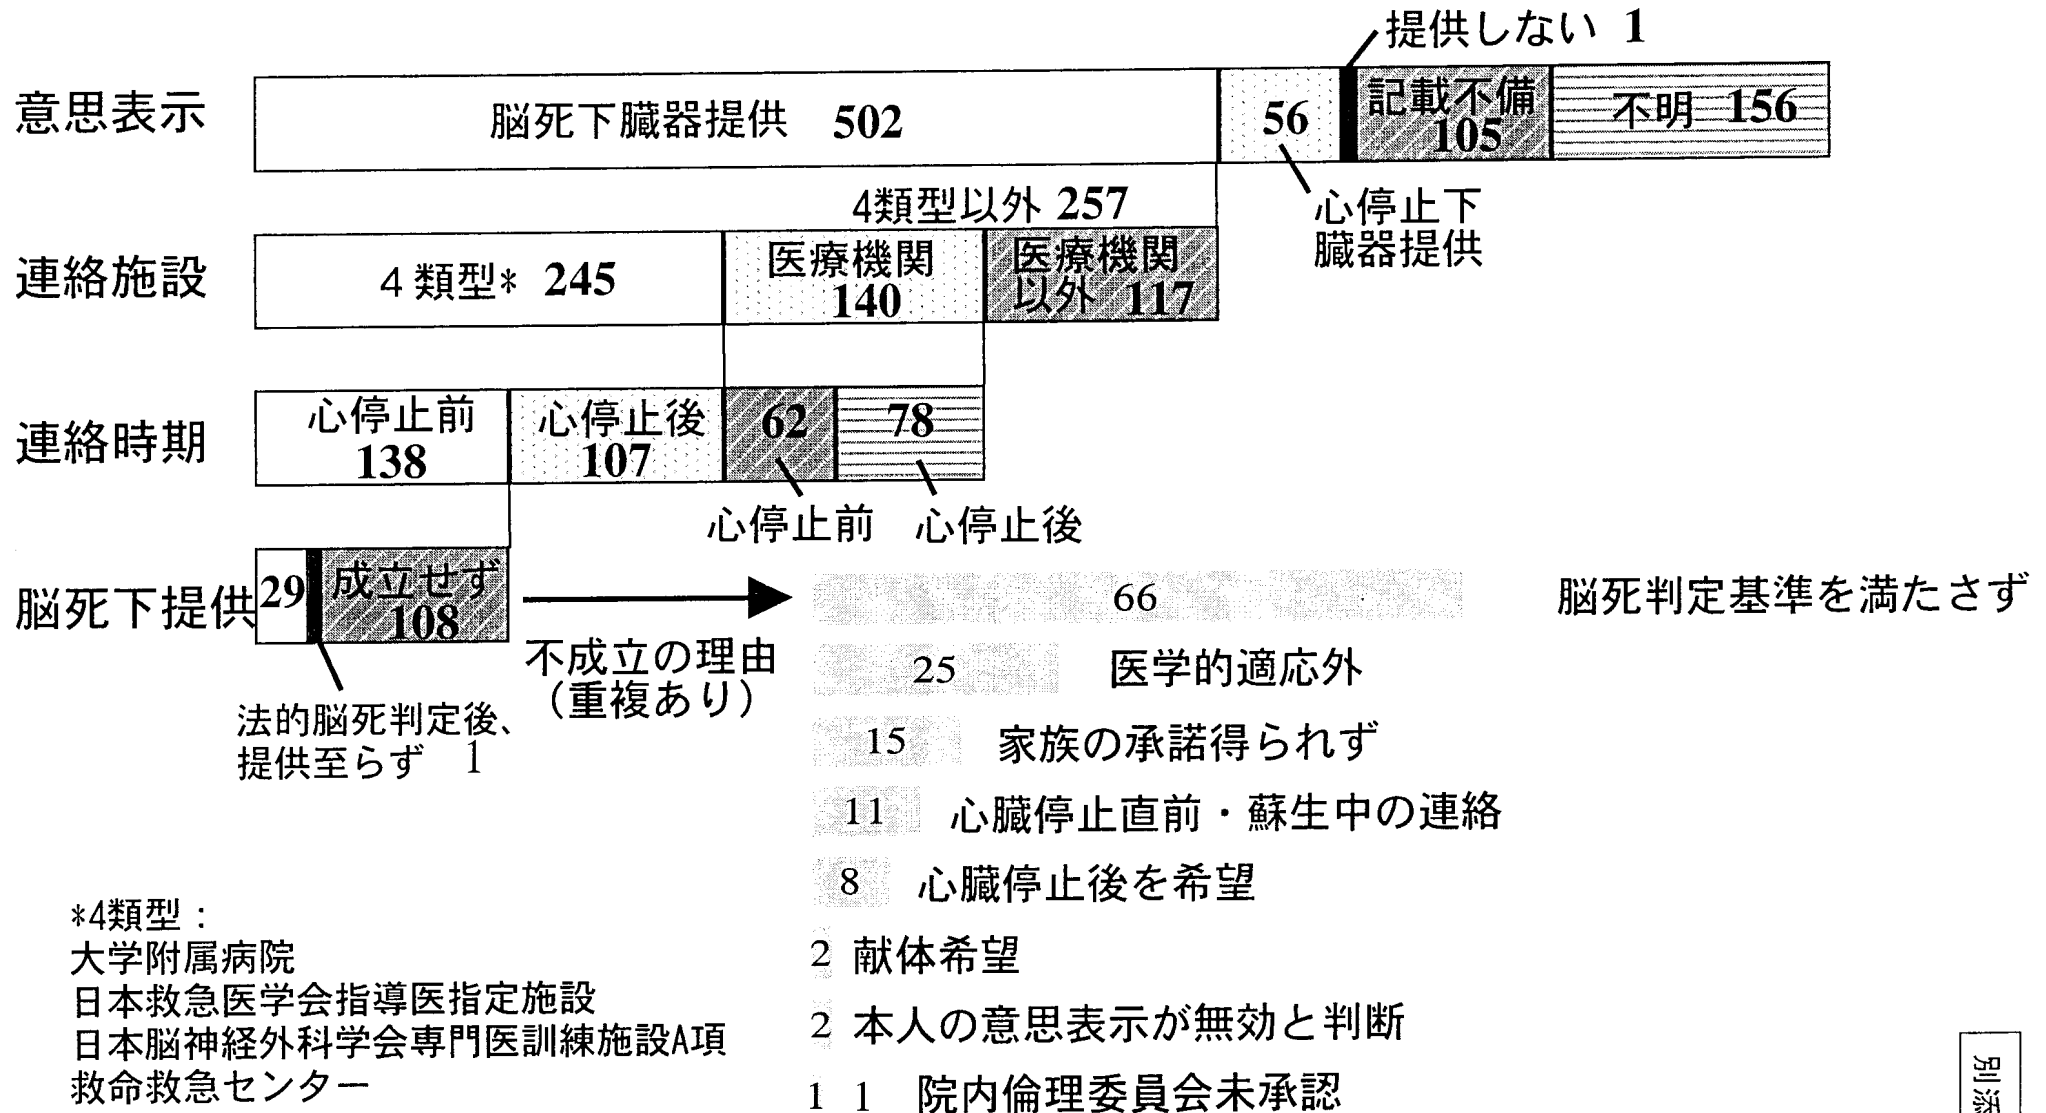 提供しない 1
意思表示
脳死下臓器提供 502
56
記載不備
105
不明 156
心停止下
臓器提供
4類型以外 257
連絡施設
4類型* 245
医療機関
140
医療機関
以外 117
連絡時期
心停止前
138
心停止後
107
62
78
心停止前 心停止後
脳死下提供
29
成立せず
108
不成立の理由
(重複あり)
法的脳死判定後、
提供至らず 1
66 脳死判定基準を満たさず
25 医学的適応外
15 家族の承諾得られず
11 心臓停止直前・蘇生中の連絡
8 心臓停止後を希望
2 献体希望
2 本人の意思表示が無効と判断
1 1 院内倫理委員会未承認
*4類型:
大学附属病院
日本救急医学会指導医指定施設
日本脳神経外科学会専門医訓練施設A項
救命救急センター
別添